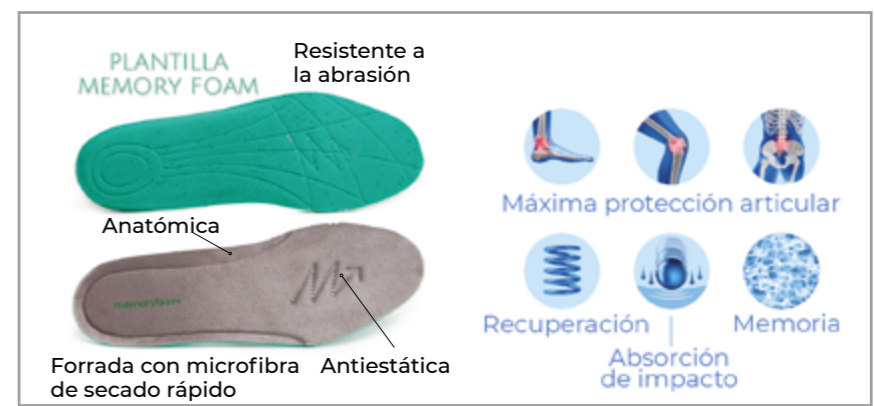 PLANTILLA
MEMORY FOAM
Resistente a
la abrasión
Anatómica
memoryfoam
Forrada con microfibra
de secado rápido
Antiestática
Máxima protección articular
Recuperación
Absorción
de impacto
Memoria